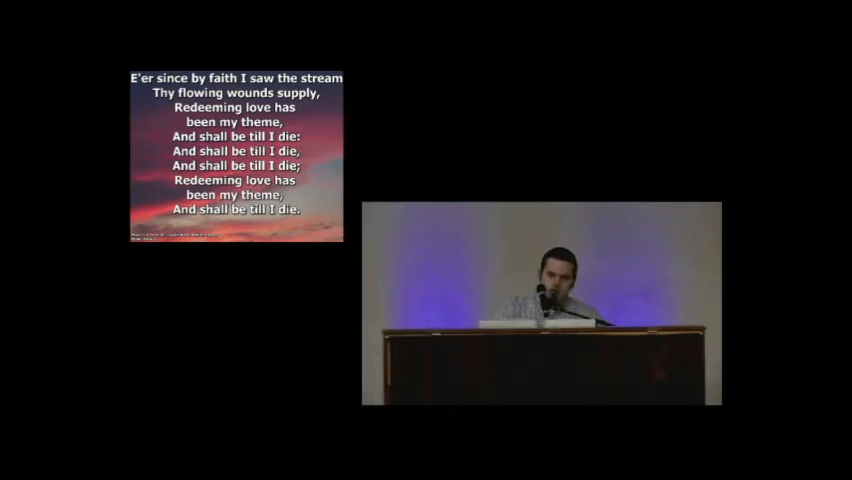 E'er since by faith I saw the stream
Thy flowing wounds supply,
Redeeming love has
been my theme,
And shall be till I die:
And shall be till I die,
And shall be till I die;
Redeeming love has
been my theme,
And shall be till I die.